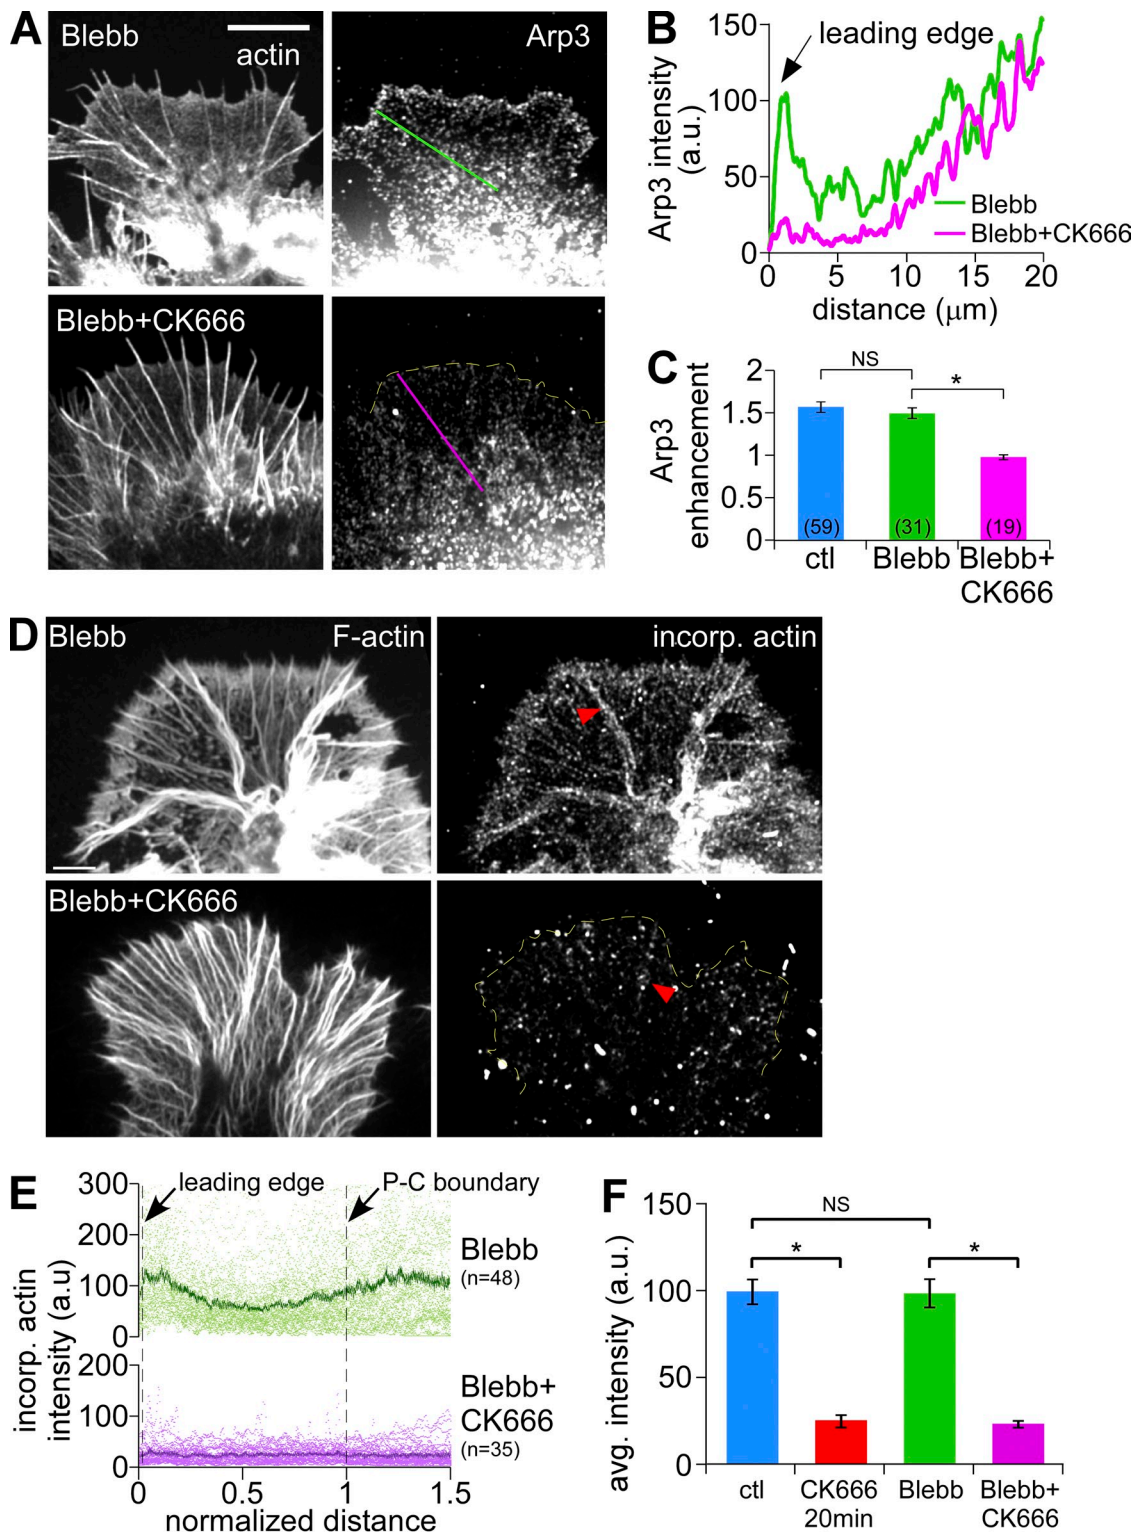 A
Blebb
actin
Arp3
Blebb+CK666
B
150
100
50
0
Arp3 intensity
(a.u.)
leading edge
Blebb
Blebb+CK666
0 5 10 15 20
distance (μm)
C
2
1.5
1
0.5
0
Arp3
enhancement
NS
*
(59) (31) (19)
ctl Blebb Blebb+
CK666
D
Blebb
F-actin
incorp. actin
Blebb+CK666
E
300
200
100
0
200
100
0
incorp. actin
intensity (a.u)
leading edge
P-C boundary
Blebb
(n=48)
Blebb+
CK666
(n=35)
0 0.5 1 1.5
normalized distance
F
150
100
50
0
avg. intensity (a.u.)
NS
* *
ctl CK666 Blebb Blebb+
20min CK666